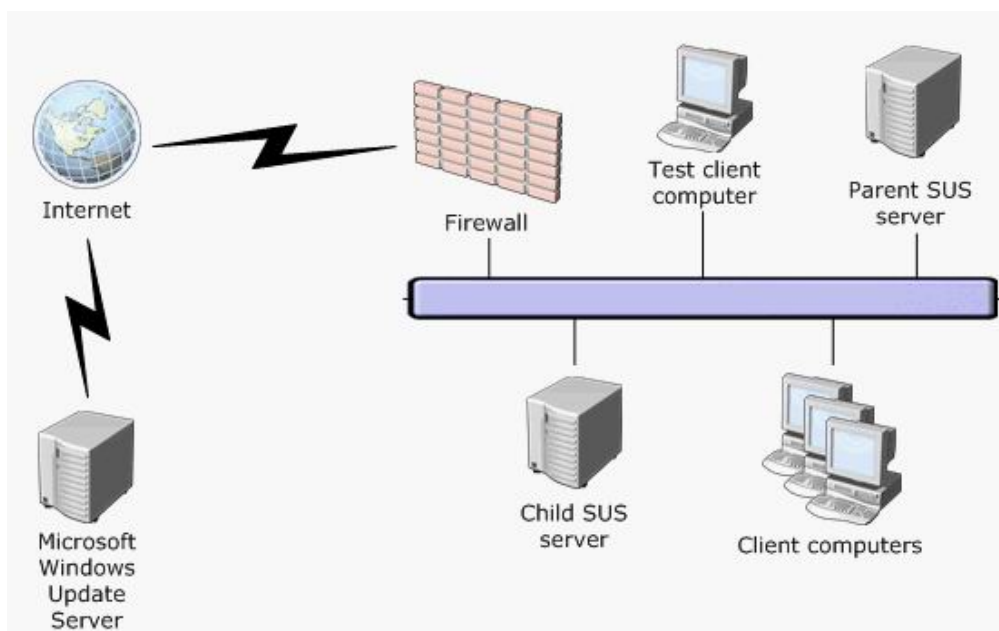 Internet
Firewall
Test client
computer
Parent SUS
server
Microsoft
Windows
Update
Server
Child SUS
server
Client computers